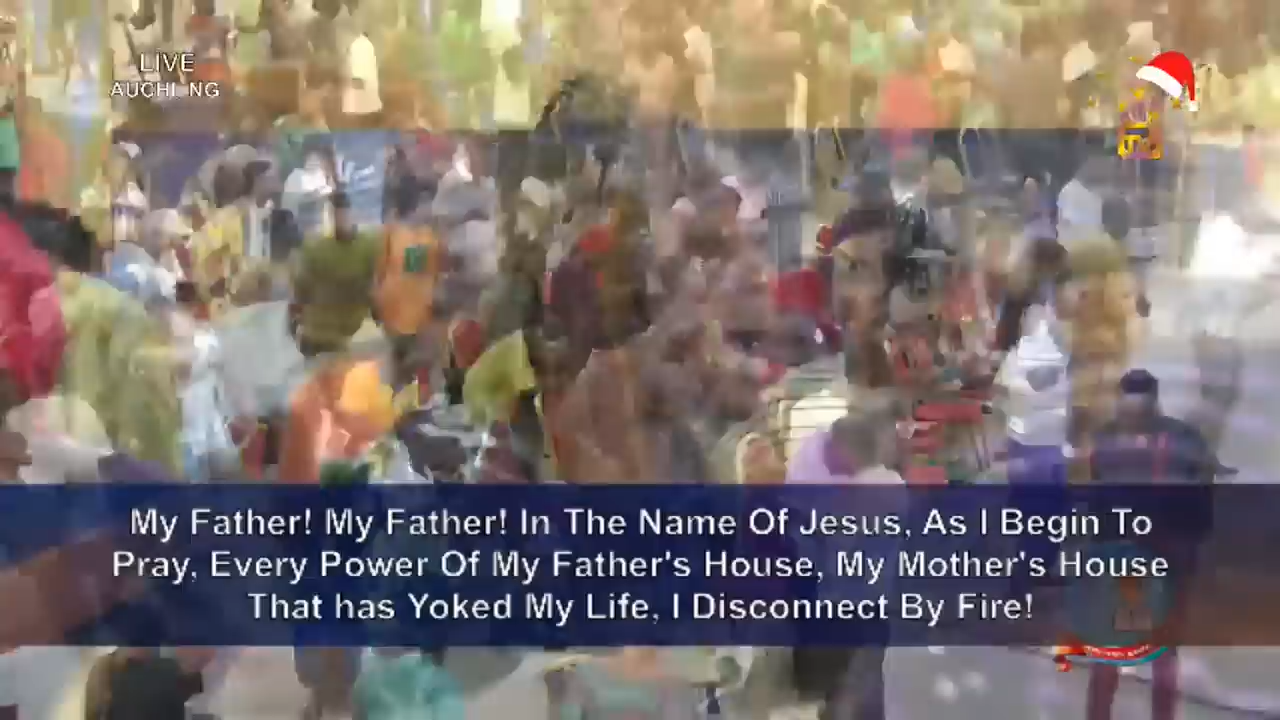 LIVE
AUCHI, NG
My Father! My Father! In The Name Of Jesus, As I Begin To
Pray, Every Power Of My Father's House, My Mother's House
That has Yoked My Life, I Disconnect By Fire!